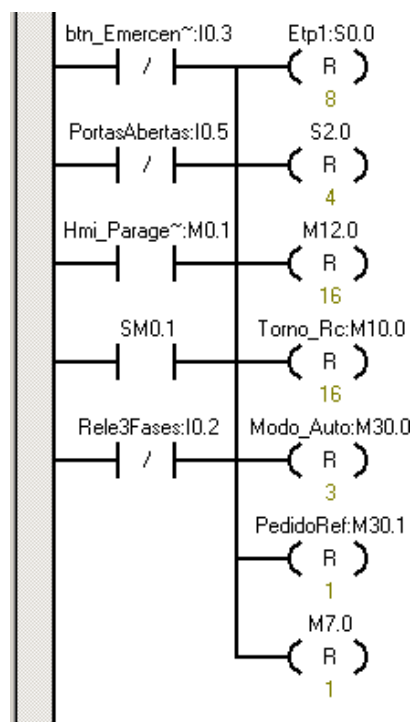 btn_Emercen~:I0.3 Etp1:S0.0
/ R
8
PortasAbertas:I0.5 S2.0
/ R
4
Hmi_Parage~:M0.1 M12.0
R
16
SM0.1 Torno_Rc:M10.0
R
16
Rele3Fases:I0.2 Modo_Auto:M30.0
/ R
3
PedidoRef:M30.1
R
1
M7.0
R
1